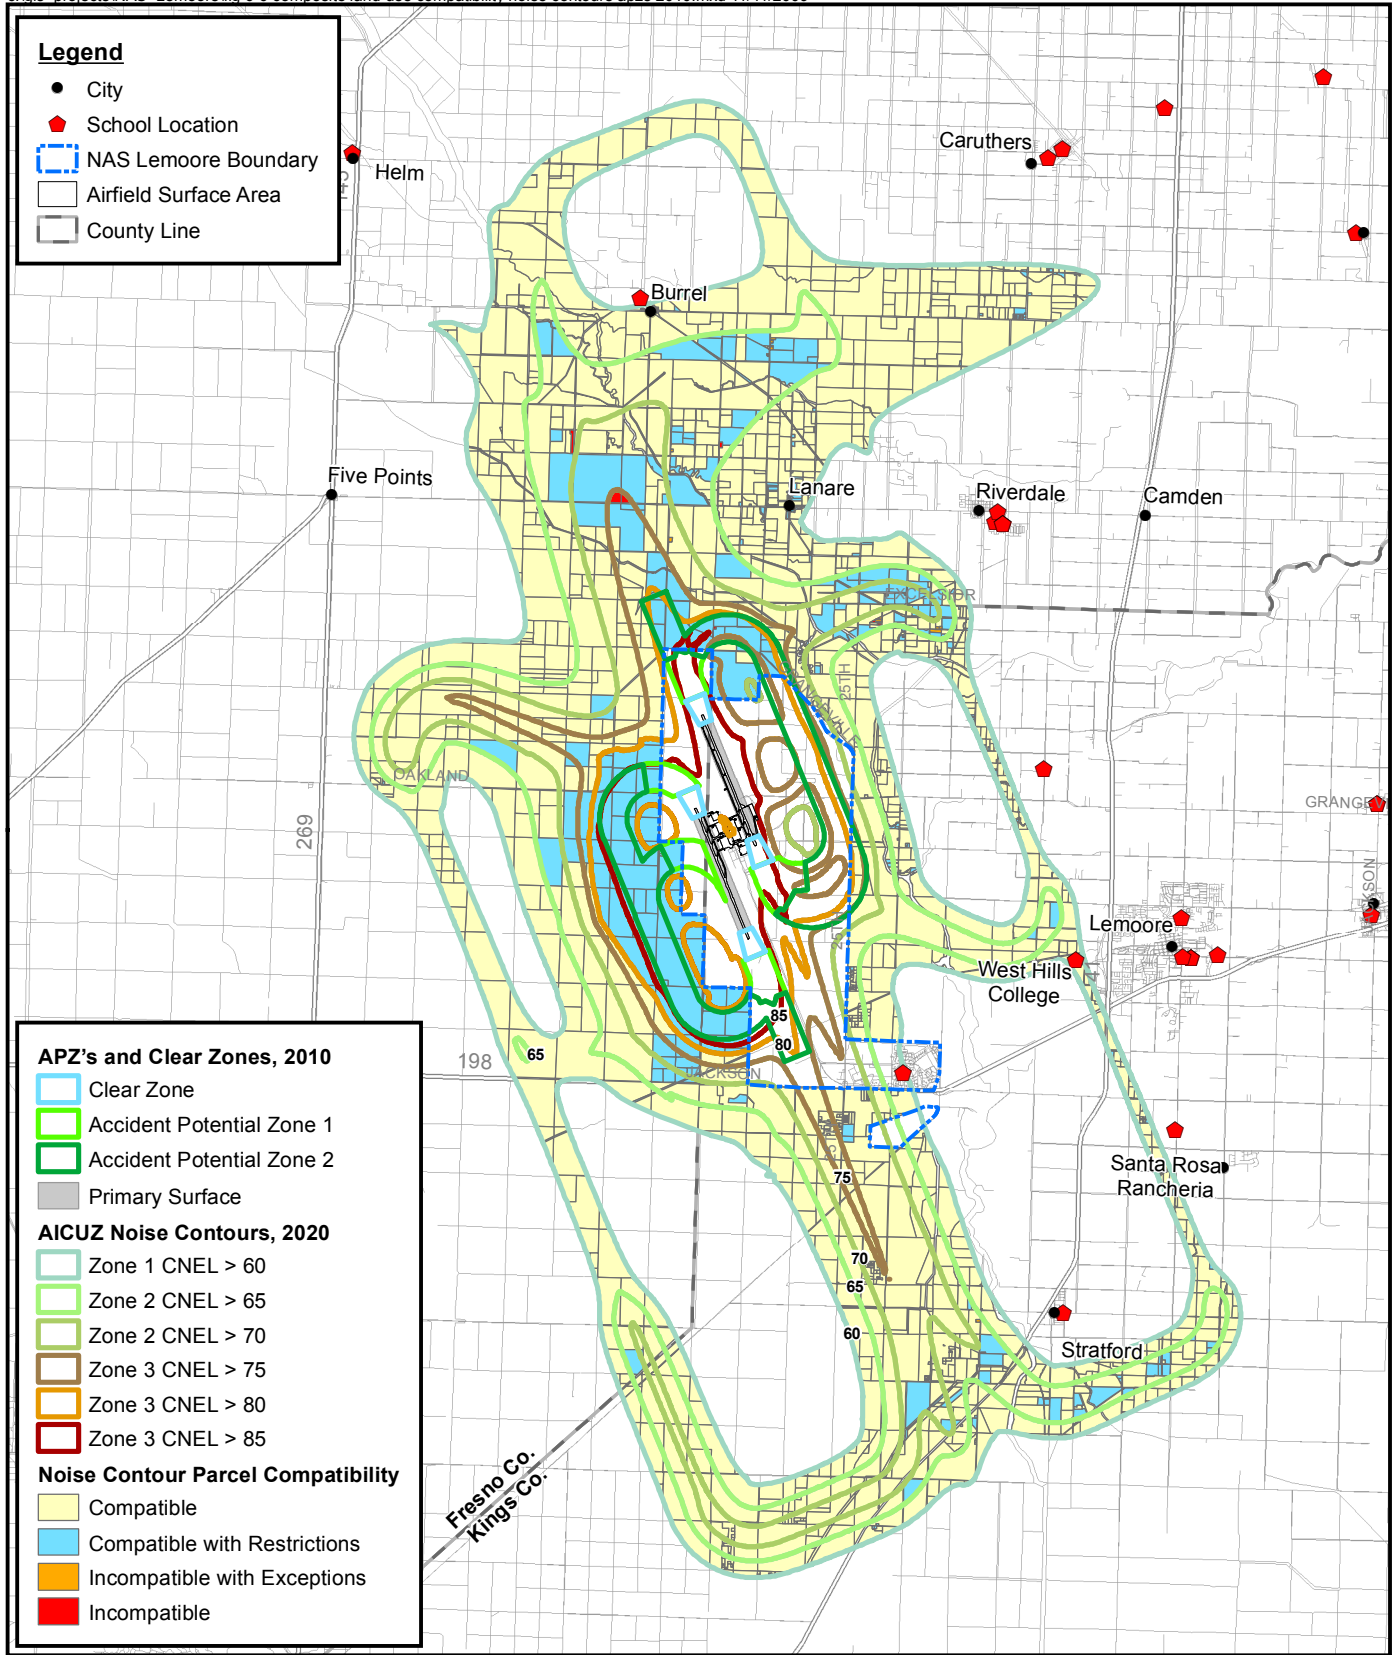 Legend
City
School Location
NAS Lemoore Boundary
Airfield Surface Area
County Line
Helm
Caruthers
Burrel
Five Points
Lanare
Riverdale
Camden
EXCELSIOR
25TH
OAKLAND
269
GRANGEV
Lemoore
West Hills
College
85
80
65
198
JACKSON
75
Santa Rosa
Rancheria
70
65
60
Stratford
Fresno Co.
Kings Co.
APZ's and Clear Zones, 2010
Clear Zone
Accident Potential Zone 1
Accident Potential Zone 2
Primary Surface
AICUZ Noise Contours, 2020
Zone 1 CNEL > 60
Zone 2 CNEL > 65
Zone 2 CNEL > 70
Zone 3 CNEL > 75
Zone 3 CNEL > 80
Zone 3 CNEL > 85
Noise Contour Parcel Compatibility
Compatible
Compatible with Restrictions
Incompatible with Exceptions
Incompatible